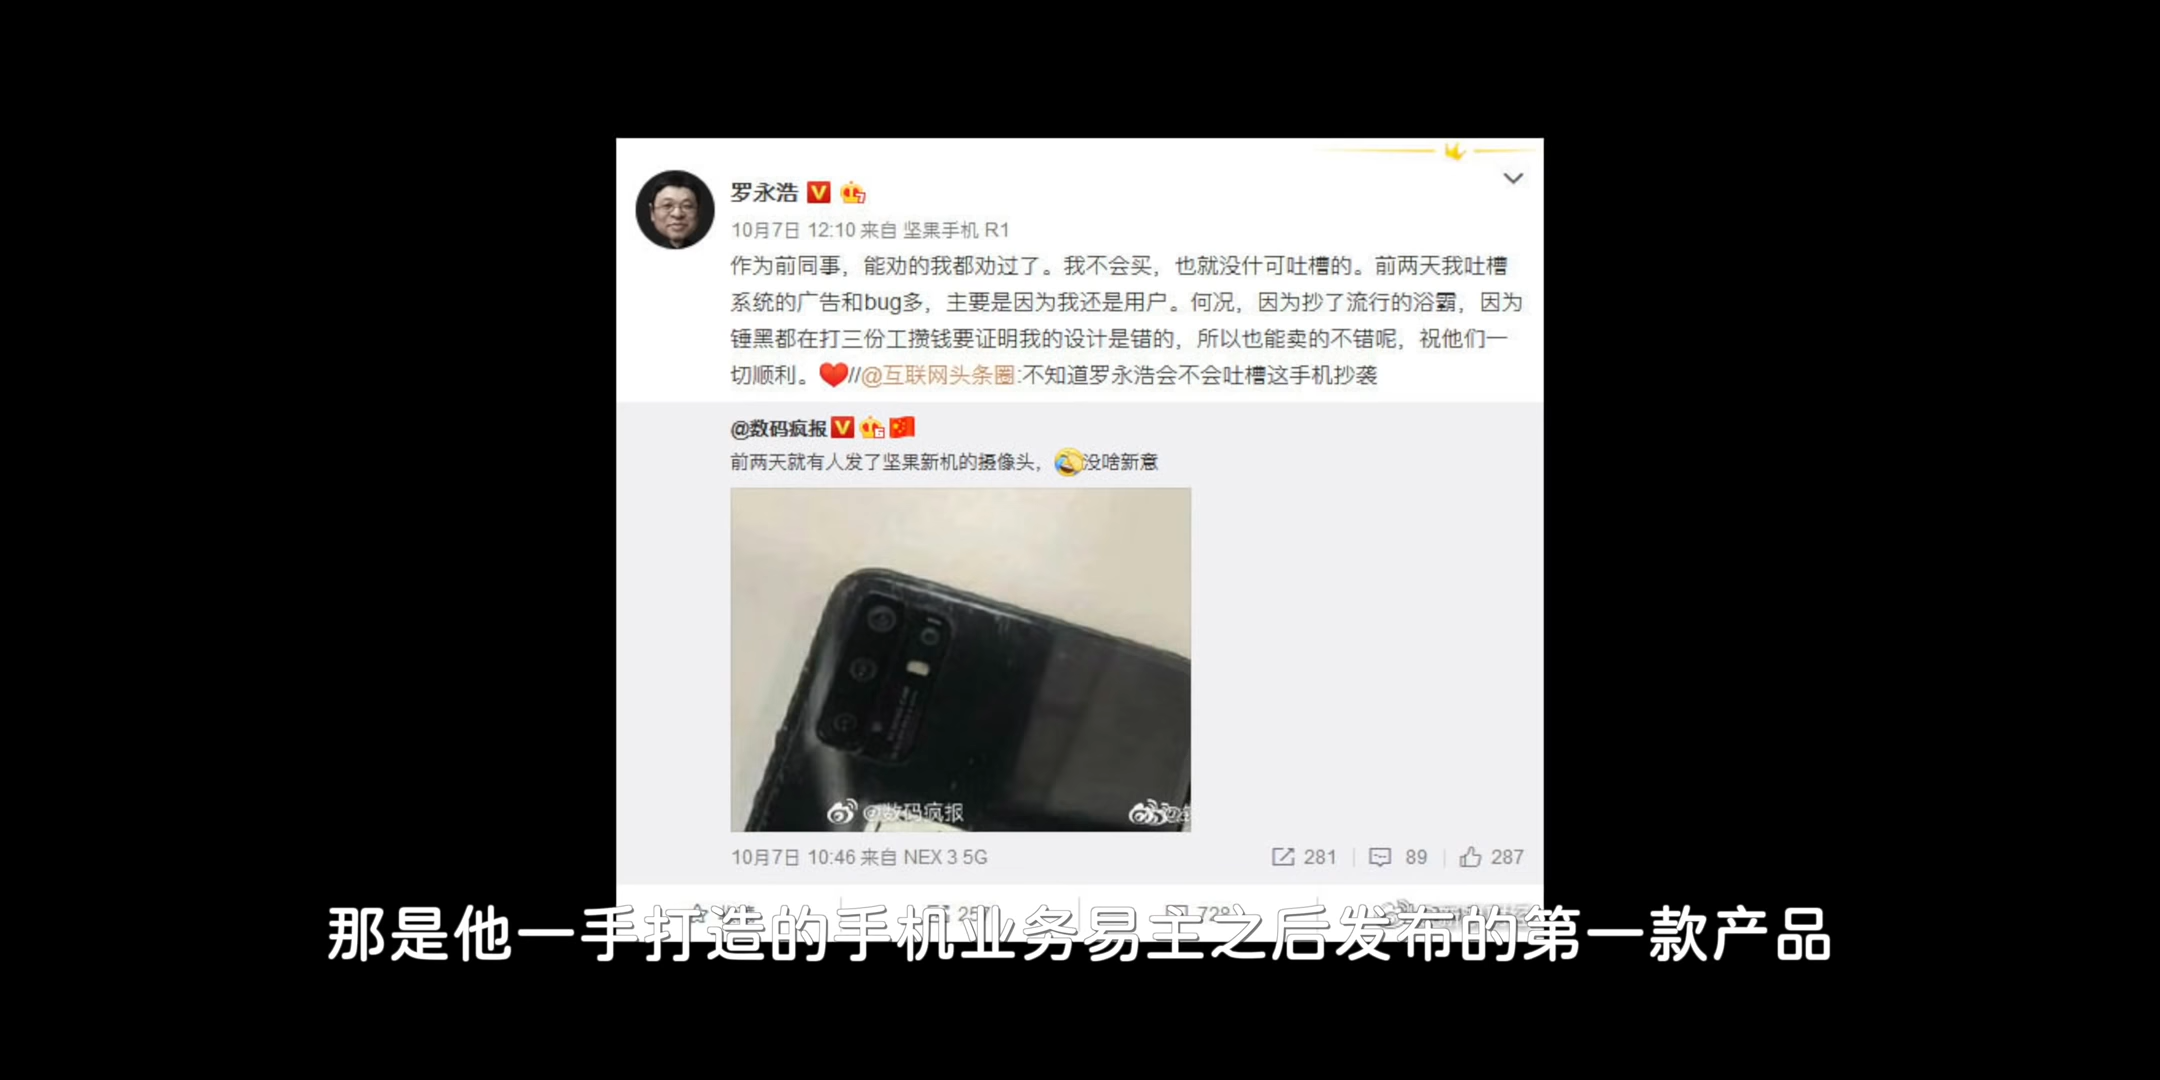 罗永浩
10月7日 12:10 来自 坚果手机 R1
作为前同事，能劝的我都劝过了。我不会买，也就没什可吐槽的。前两天我吐槽
系统的广告和bug多，主要是因为我还是用户。何况，因为抄了流行的浴霸，因为
锤黑都在打三份工攒钱要证明我的设计是错的，所以也能卖的不错呢，祝他们一
切顺利。//@互联网头条圈:不知道罗永浩会不会吐槽这手机抄袭
@数码疯报
前两天就有人发了坚果新机的摄像头，没啥新意
@数码疯报
10月7日 10:46 来自 NEX 3 5G
281 89 287
那是他一手打造的手机业务易主之后发布的第一款产品